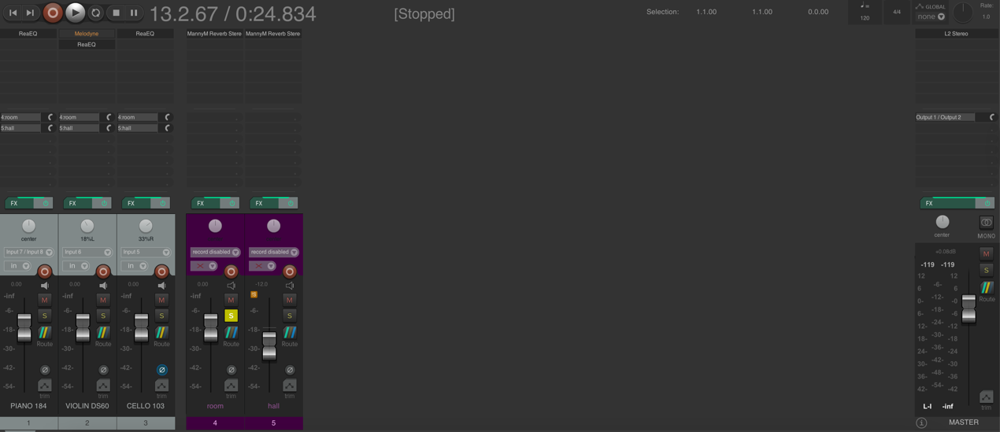 13.2.67 / 0:24.834
[Stopped]
Selection: 1.1.00 1.1.00 0.0.00
120
4/4
GLOBAL
none
Rate:
1.0
ReaEQ Melodyne ReaEQ MannyM Reverb Stere MannyM Reverb Stere L2 Stereo
ReaEQ
4:room 4:room 4:room Output 1 / Output 2
5:hall 5:hall 5:hall
FX FX FX FX FX FX
center 18%L 33%R center
MONO
Input 7 / Input 8 Input 6 Input 5 record disabled record disabled
in in in
0.00 0.00 0.00 0.00 -12.0 +0.08dB
-inf -inf -inf -inf
M M M M M M
S S S S S S
-119 -119
-6- -6- -6- -6- -6-
-18- -18- -18- -18- -18-
-30- -30- -30- -30- -30-
-42- -42- -42- -42- -42-
-54- -54- -54- -54- -54-
Route Route Route Route Route Route
12 -6- 12
6 -12- 6
-0- -18- -0
6- -24- -6
12- -30- -12
18- -36- -18
24- -42- -24
30- -48- -30
36- -54- -36
42- -42
trim trim trim trim trim trim
L-I -inf
PIANO 184 VIOLIN DS60 CELLO 103 room hall MASTER
1 2 3 4 5